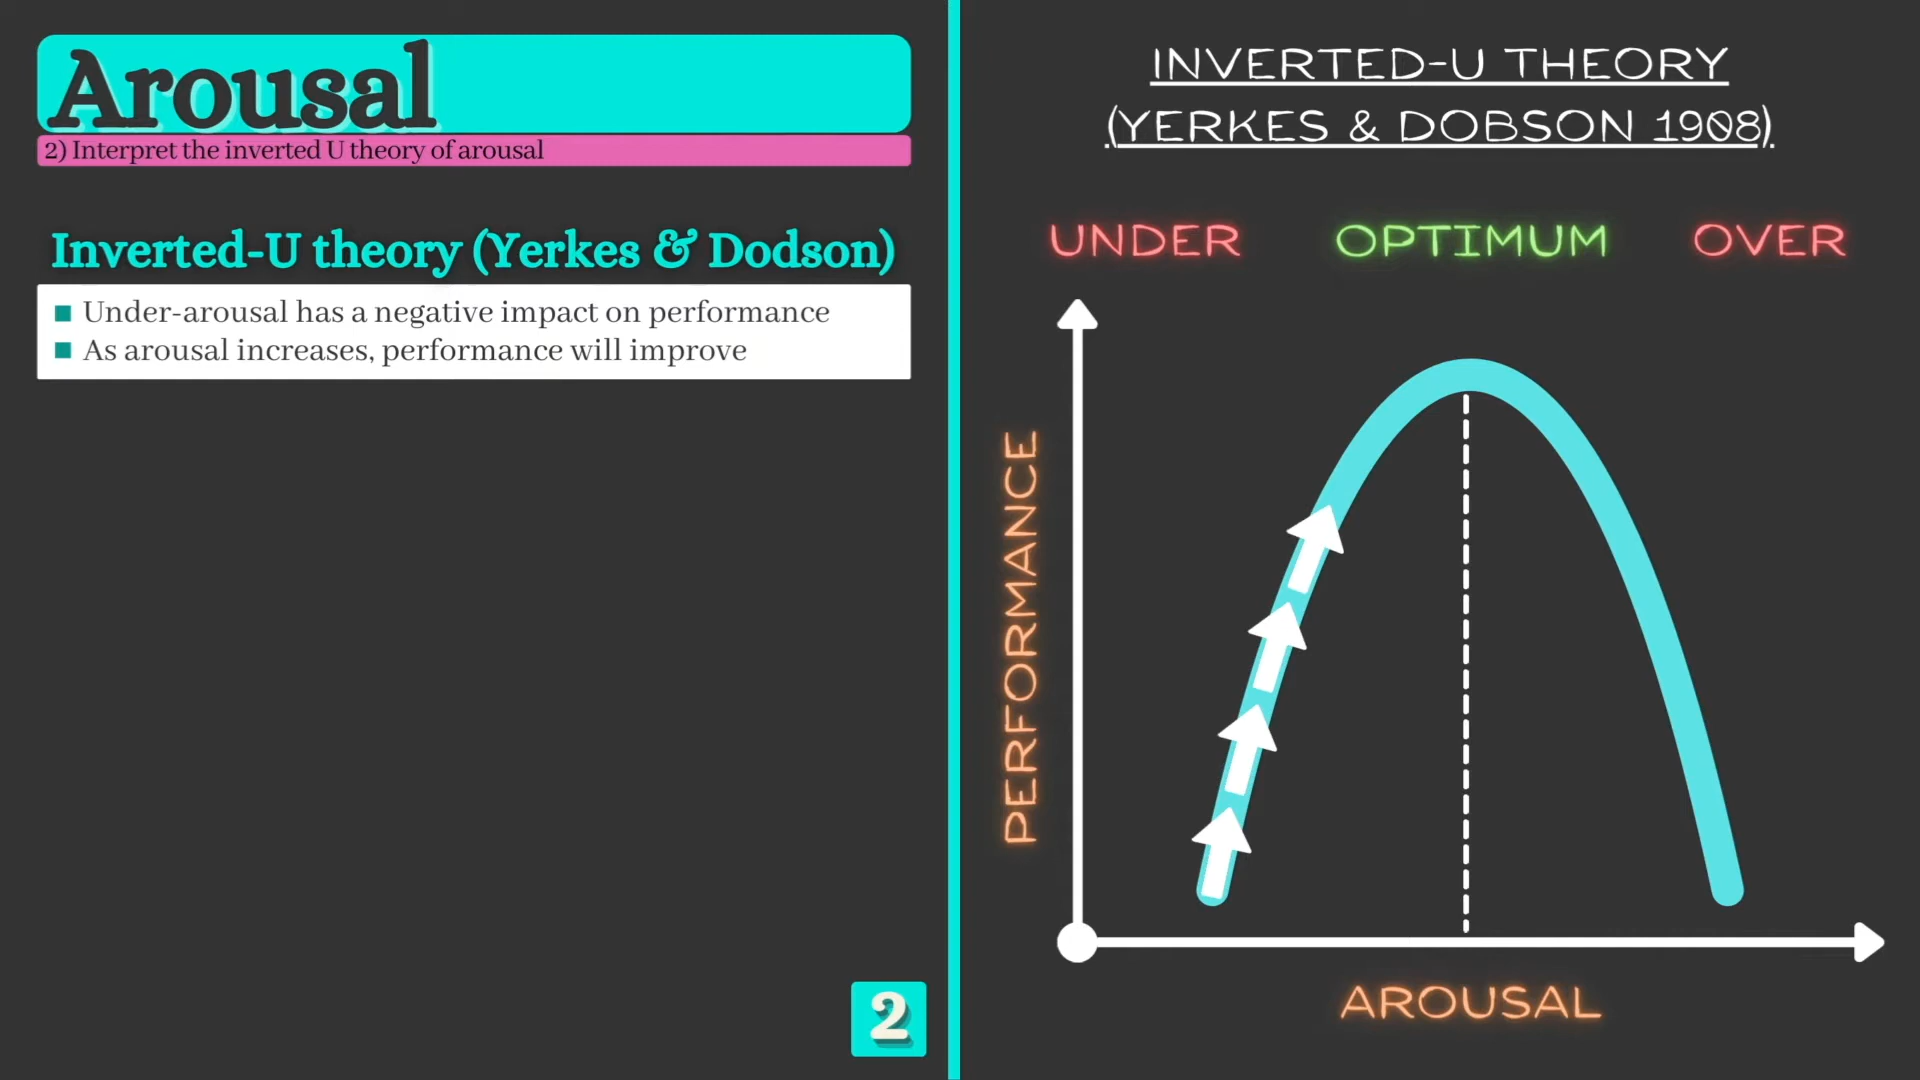 Arousal
2) Interpret the inverted U theory of arousal
Inverted-U theory (Yerkes & Dodson)
Under-arousal has a negative impact on performance
As arousal increases, performance will improve
2
INVERTED-U THEORY
(YERKES & DOBSON 1908)
UNDER OPTIMUM OVER
PERFORMANCE
AROUSAL